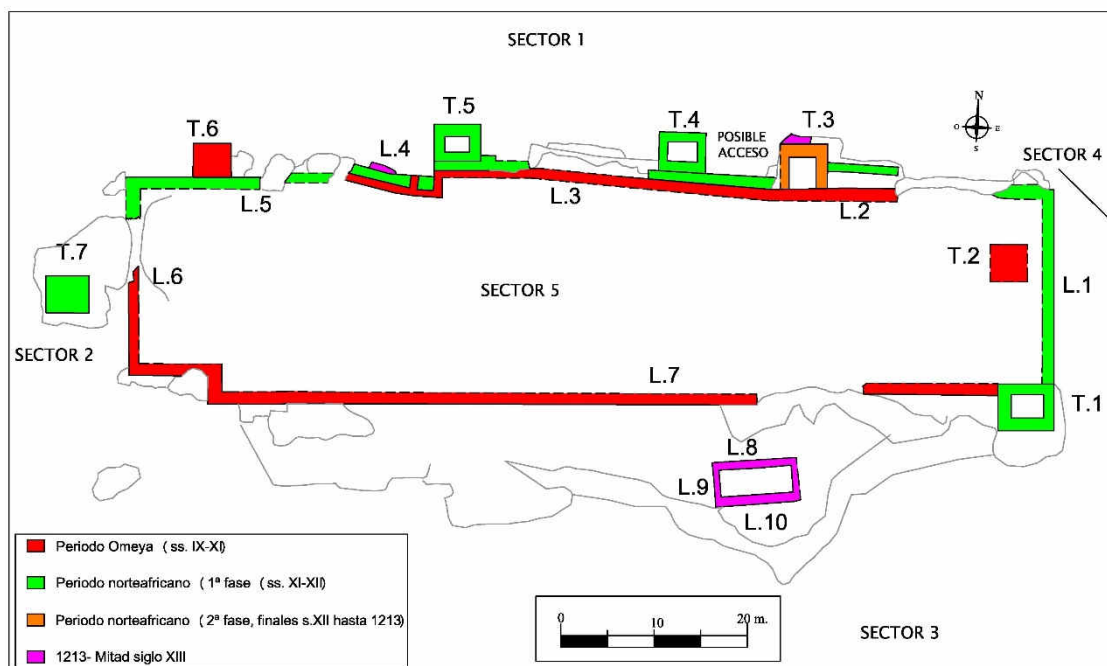 SECTOR 1
T.5
T.4
T.3
T.6
POSIBLE
ACCESO
N
O
E
S
SECTOR 4
L.4
L.5
L.3
L.2
T.7
L.6
T.2
L.1
SECTOR 5
SECTOR 2
L.7
T.1
L.8
L.9
L.10
Periodo Omeya ( ss. IX-XI)
Periodo norteafricano ( 1ª fase ( ss. XI-XII)
Periodo norteafricano ( 2ª fase, finales s.XII hasta 1213)
1213- Mitad siglo XIII
0 10 20 m.
SECTOR 3